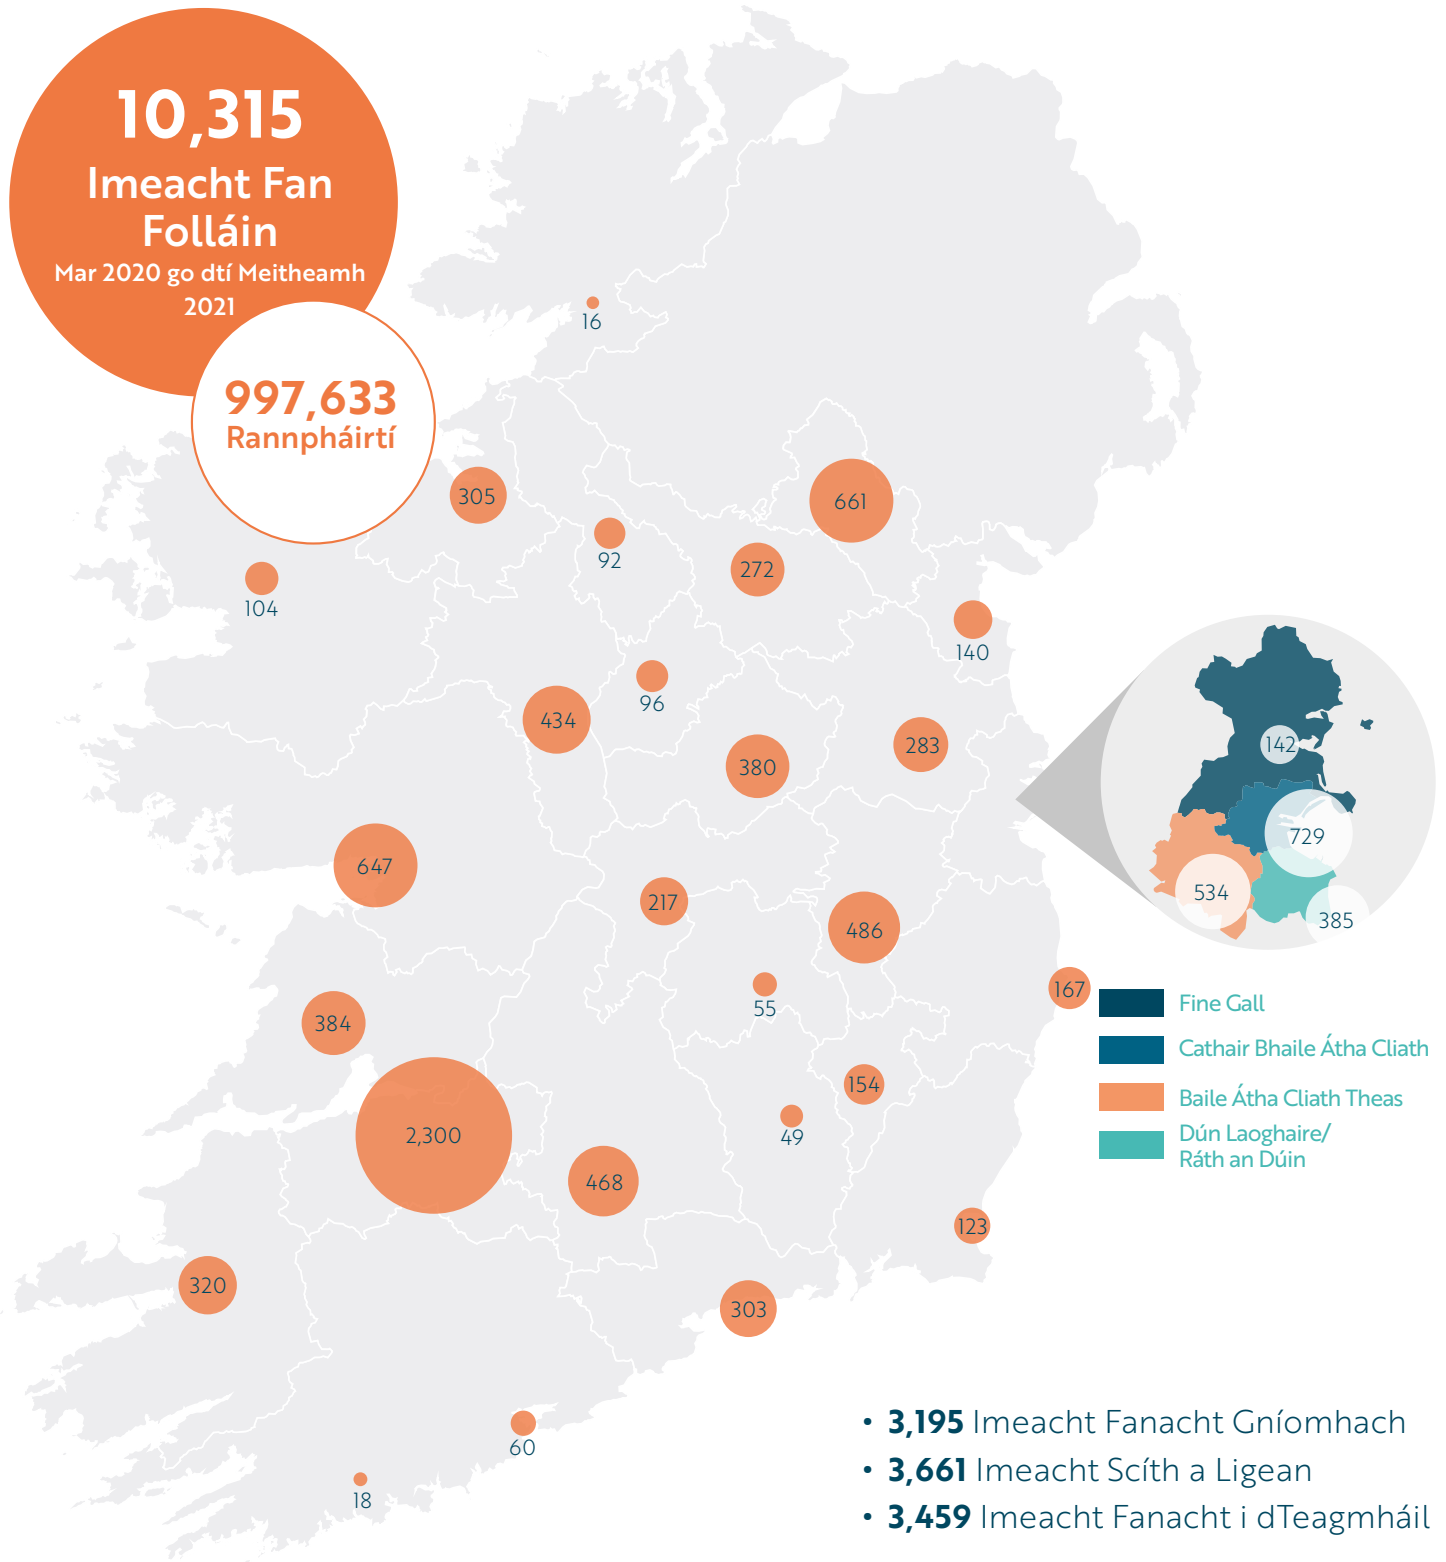 10,315
Imeacht Fan
Folláin
Mar 2020 go dtí Meitheamh
2021
997,633
Rannpháirtí
16
305
661
92
272
104
140
96
434
283
380
142
729
647
534
217
385
486
167
55
384
154
49
2,300
468
123
320
303
60
18
Fine Gall
Cathair Bhaile Átha Cliath
Baile Átha Cliath Theas
Dún Laoghaire/
Ráth an Dúin
• 3,195 Imeacht Fanacht Gníomhach
• 3,661 Imeacht Scíth a Ligean
• 3,459 Imeacht Fanacht i dTeagmháil